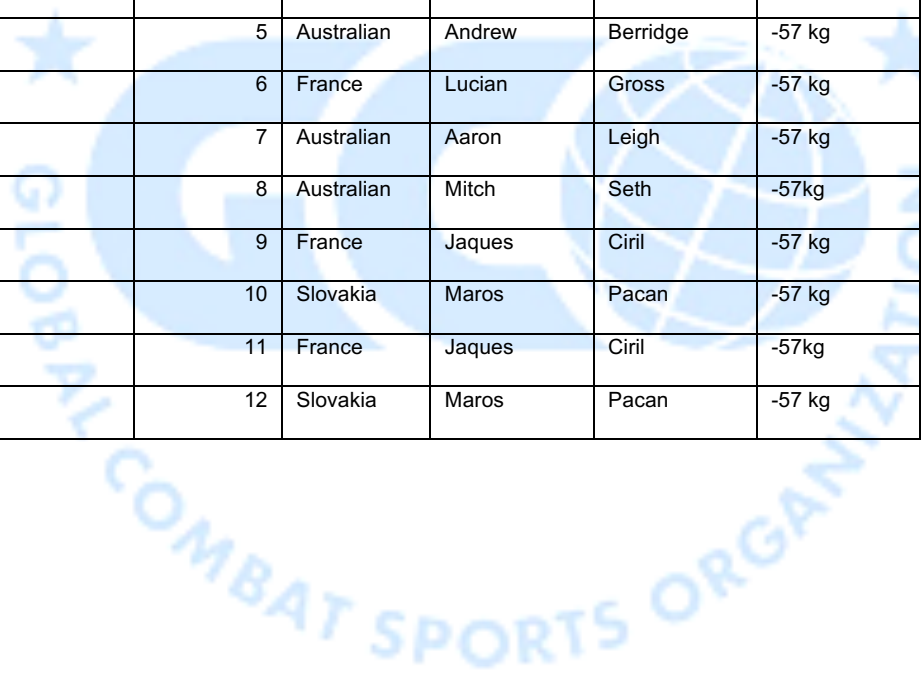 5 Australian Andrew Berridge -57 kg
6 France Lucian Gross -57 kg
7 Australian Aaron Leigh -57 kg
8 Australian Mitch Seth -57kg
9 France Jaques Ciril -57 kg
10 Slovakia Maros Pacan -57 kg
11 France Jaques Ciril -57kg
12 Slovakia Maros Pacan -57 kg
GLOBAL COMBAT SPORTS ORGANIZATION
GC